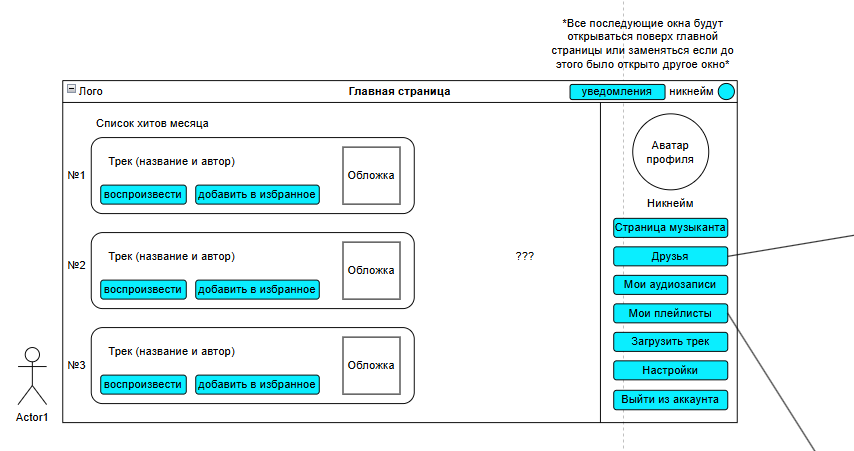 *Все последующие окна будут
открываться поверх главной
страницы или заменяться если до
этого было открыто другое окно*
Лого
Главная страница
уведомления
никнейм
Список хитов месяца
№1
Трек (название и автор)
воспроизвести
добавить в избранное
Обложка
№2
Трек (название и автор)
воспроизвести
добавить в избранное
Обложка
№3
Трек (название и автор)
воспроизвести
добавить в избранное
Обложка
???
Аватар
профиля
Никнейм
Страница музыканта
Друзья
Мои аудиозаписи
Мои плейлисты
Загрузить трек
Настройки
Выйти из аккаунта
Actor1